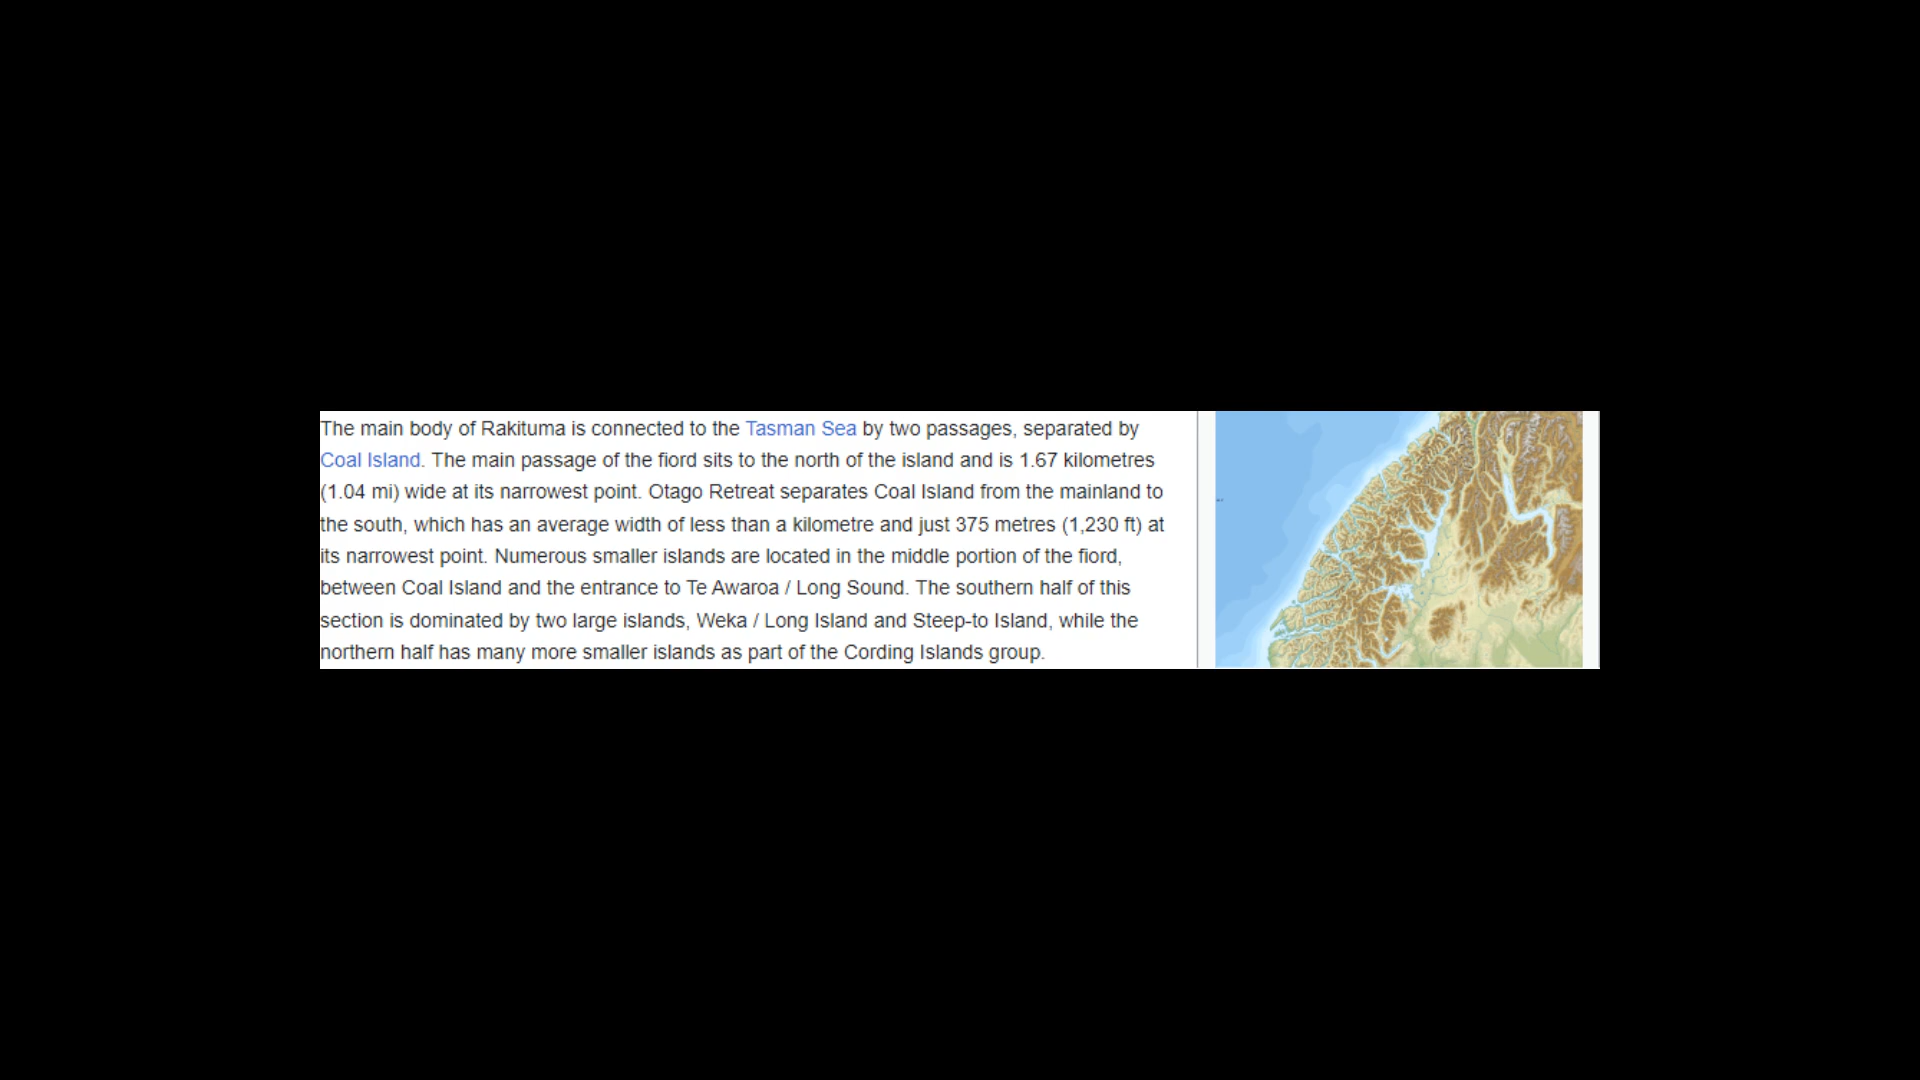 The main body of Rakituma is connected to the Tasman Sea by two passages, separated by
Coal Island. The main passage of the fiord sits to the north of the island and is 1.67 kilometres
(1.04 mi) wide at its narrowest point. Otago Retreat separates Coal Island from the mainland to
the south, which has an average width of less than a kilometre and just 375 metres (1,230 ft) at
its narrowest point. Numerous smaller islands are located in the middle portion of the fiord,
between Coal Island and the entrance to Te Awaroa / Long Sound. The southern half of this
section is dominated by two large islands, Weka / Long Island and Steep-to Island, while the
northern half has many more smaller islands as part of the Cording Islands group.